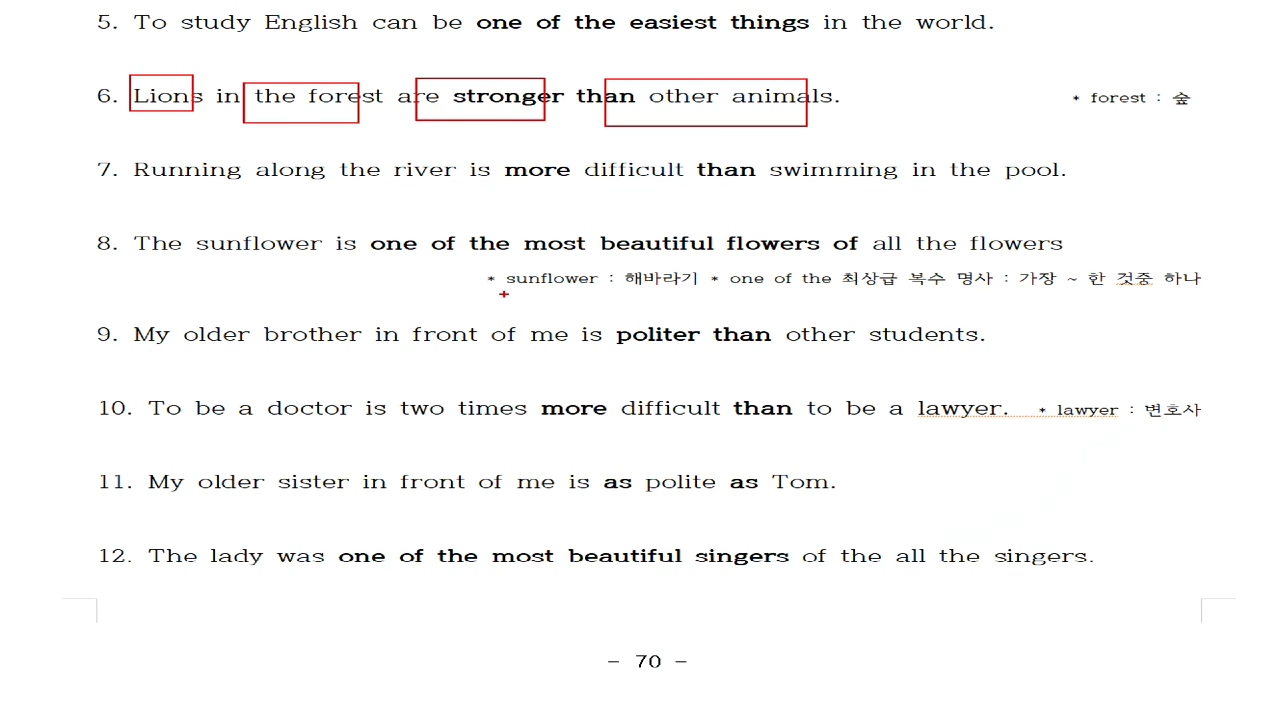 5. To study English can be one of the easiest things in the world.
6. Lions in the forest are stronger than other animals. * forest : 숲
7. Running along the river is more difficult than swimming in the pool.
8. The sunflower is one of the most beautiful flowers of all the flowers
* sunflower : 해바라기 * one of the 최상급 복수 명사 : 가장 ~ 한 것중 하나
9. My older brother in front of me is politer than other students.
10. To be a doctor is two times more difficult than to be a lawyer. * lawyer : 변호사
11. My older sister in front of me is as polite as Tom.
12. The lady was one of the most beautiful singers of the all the singers.
- 70 -